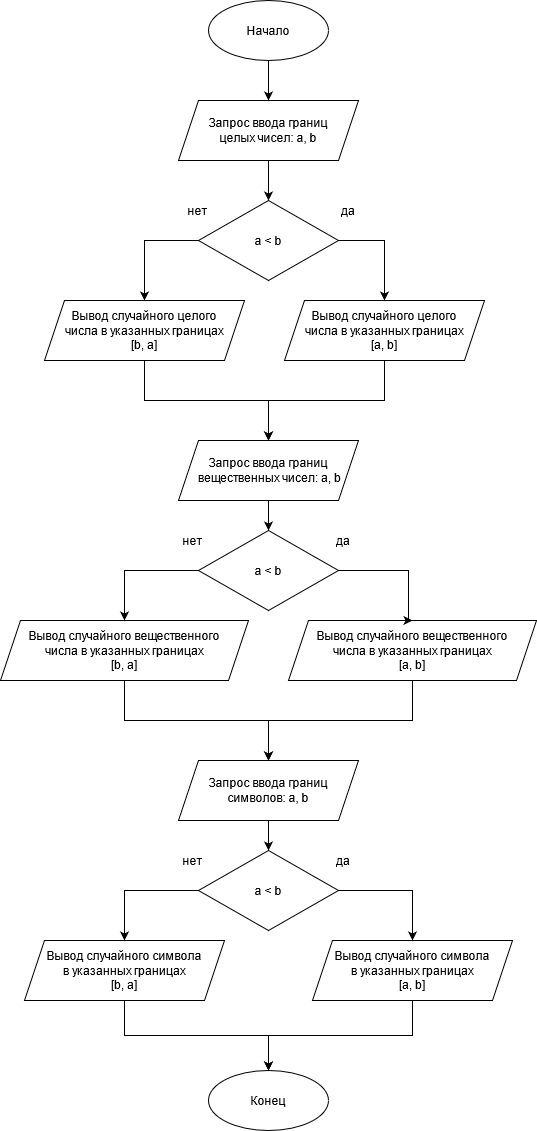 Начало
Запрос ввода границ
целых чисел: a, b
нет
да
a < b
Вывод случайного целого
числа в указанных границах
[b, a]
Вывод случайного целого
числа в указанных границах
[a, b]
Запрос ввода границ
вещественных чисел: a, b
нет
да
a < b
Вывод случайного вещественного
числа в указанных границах
[b, a]
Вывод случайного вещественного
числа в указанных границах
[a, b]
Запрос ввода границ
символов: a, b
нет
да
a < b
Вывод случайного символа
в указанных границах
[b, a]
Вывод случайного символа
в указанных границах
[a, b]
Конец